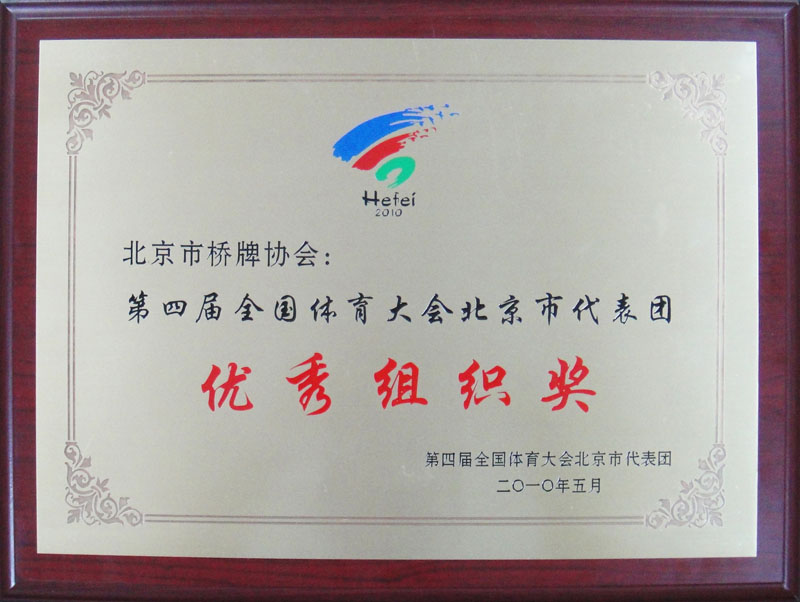 Hefei
2010
北京市桥牌协会：
第四届全国体育大会北京市代表团
优秀组织奖
第四届全国体育大会北京市代表团
二〇一〇年五月